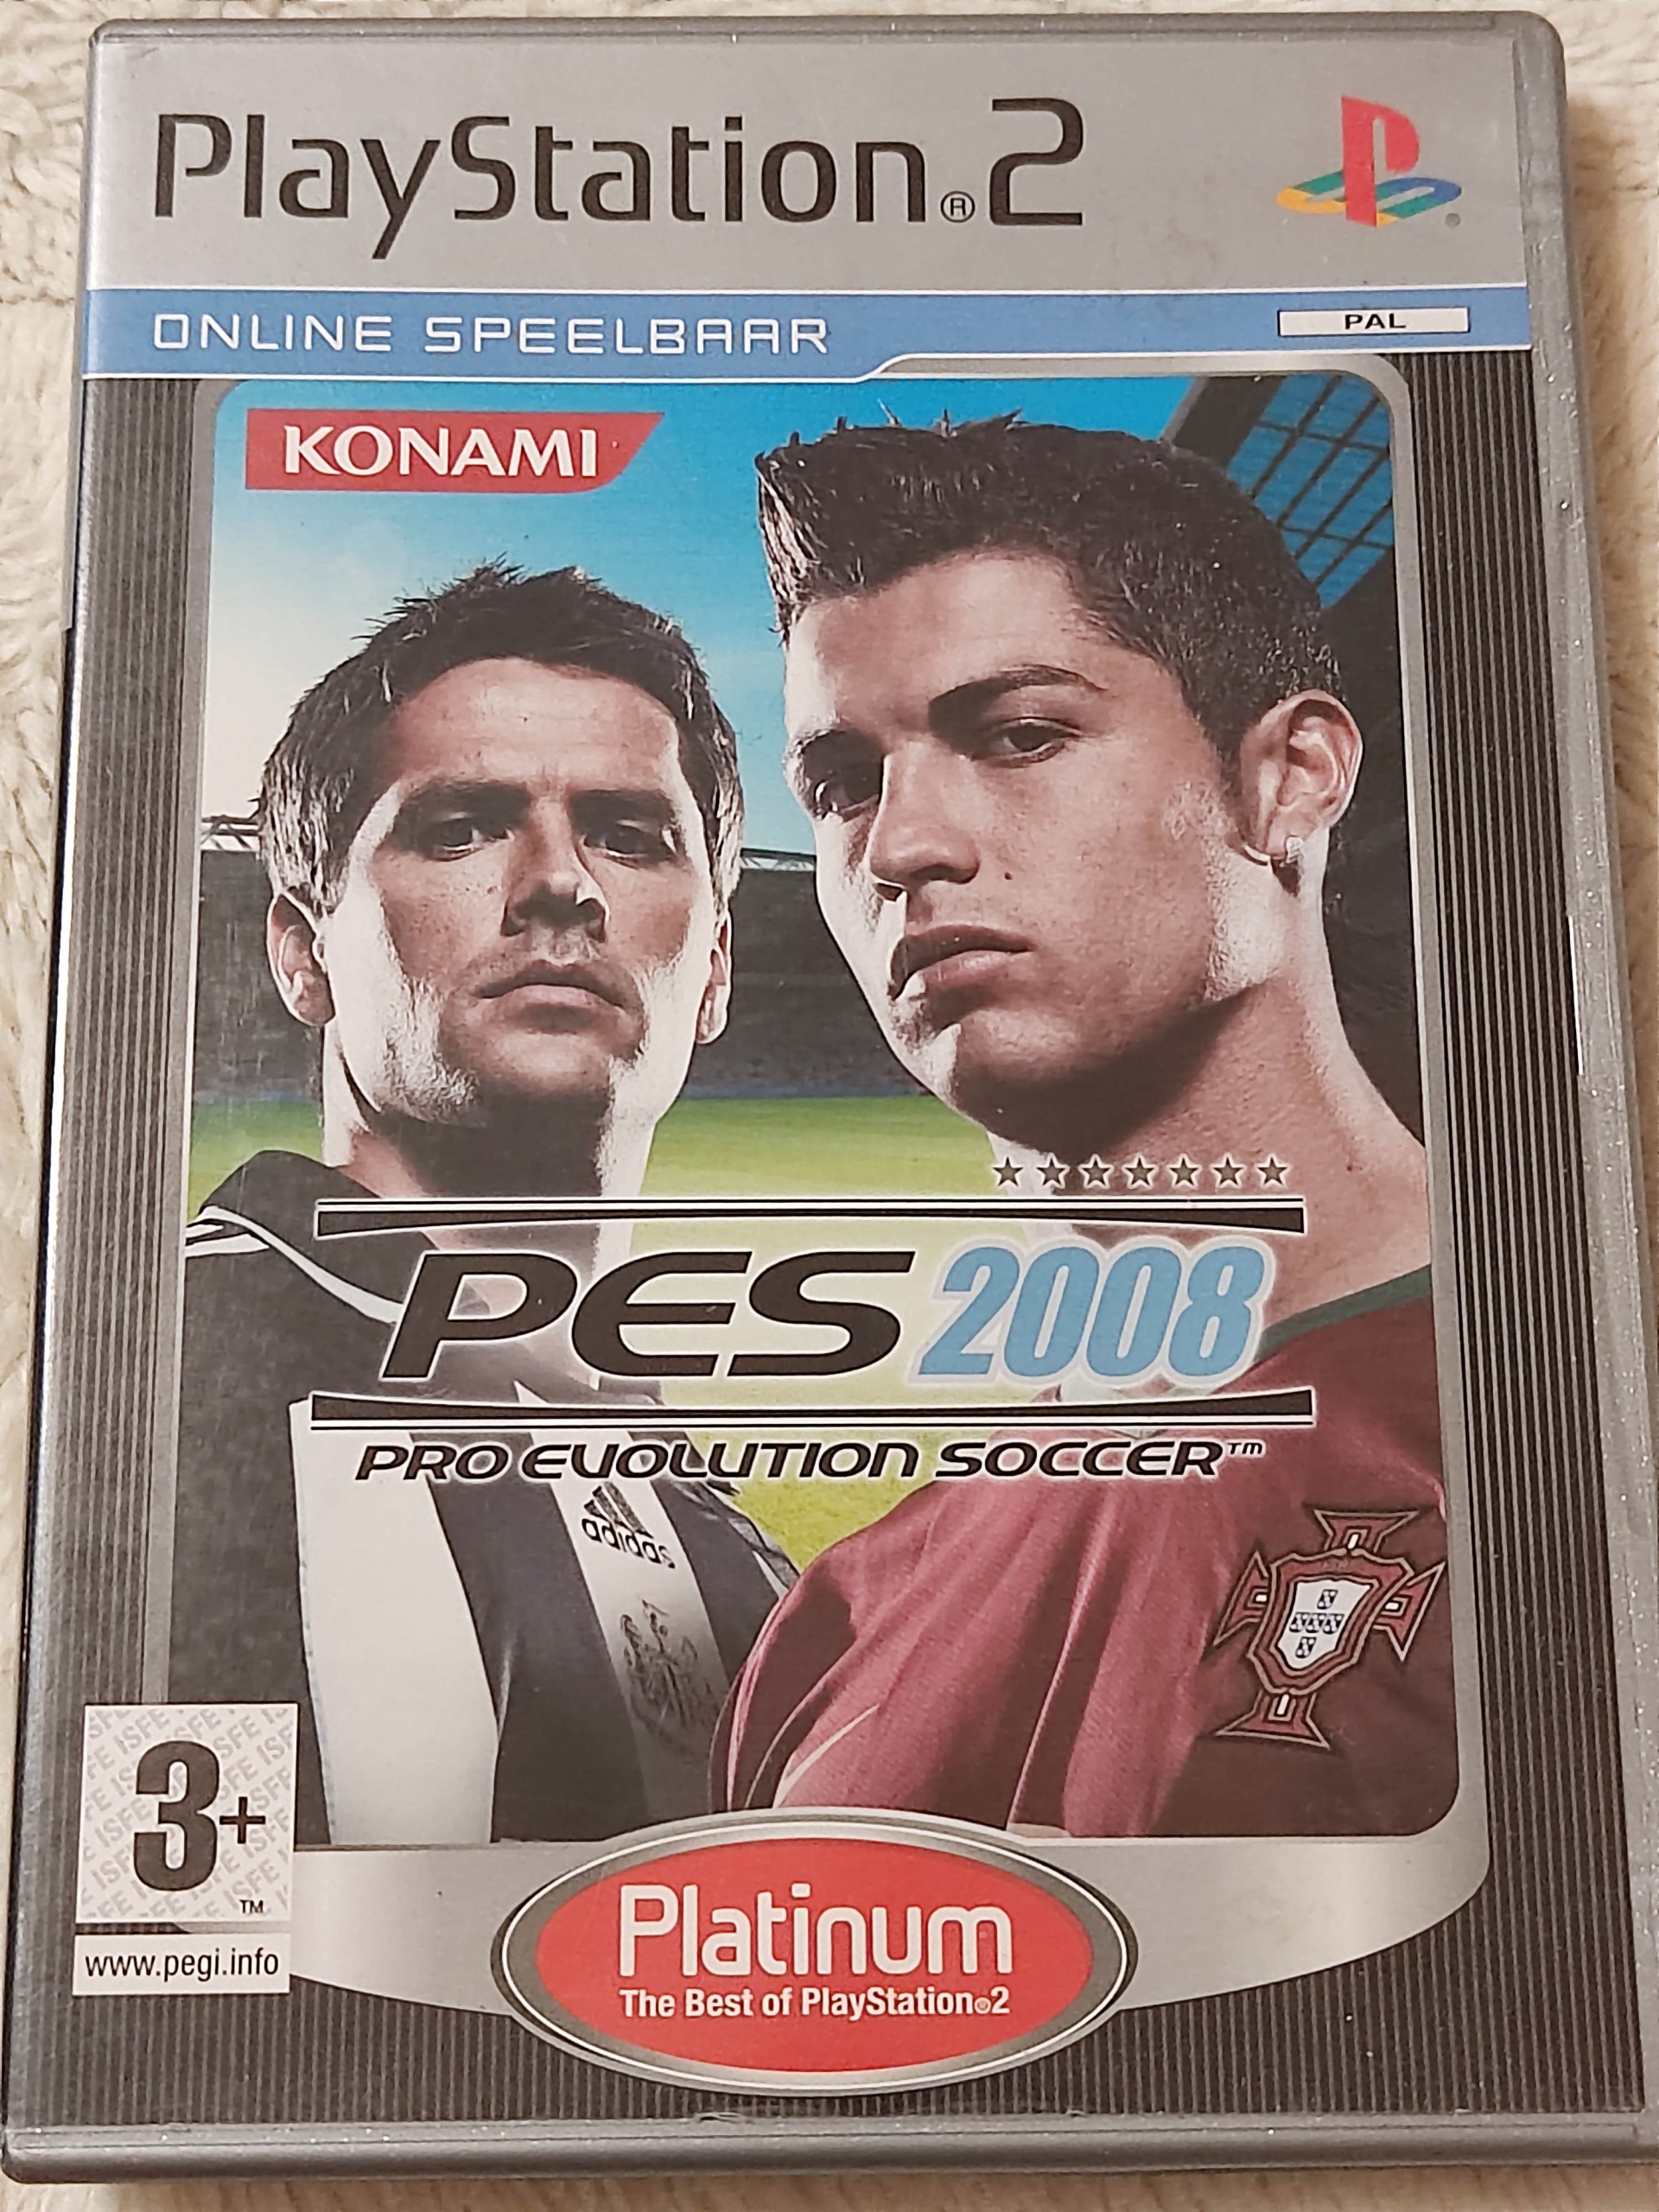 PlayStation®2
ONLINE SPEELBAAR
PAL
KONAMI
PES 2008
PRO EVOLUTION SOCCER™
adidas
3+
™
www.pegi.info
Platinum
The Best of PlayStation®2